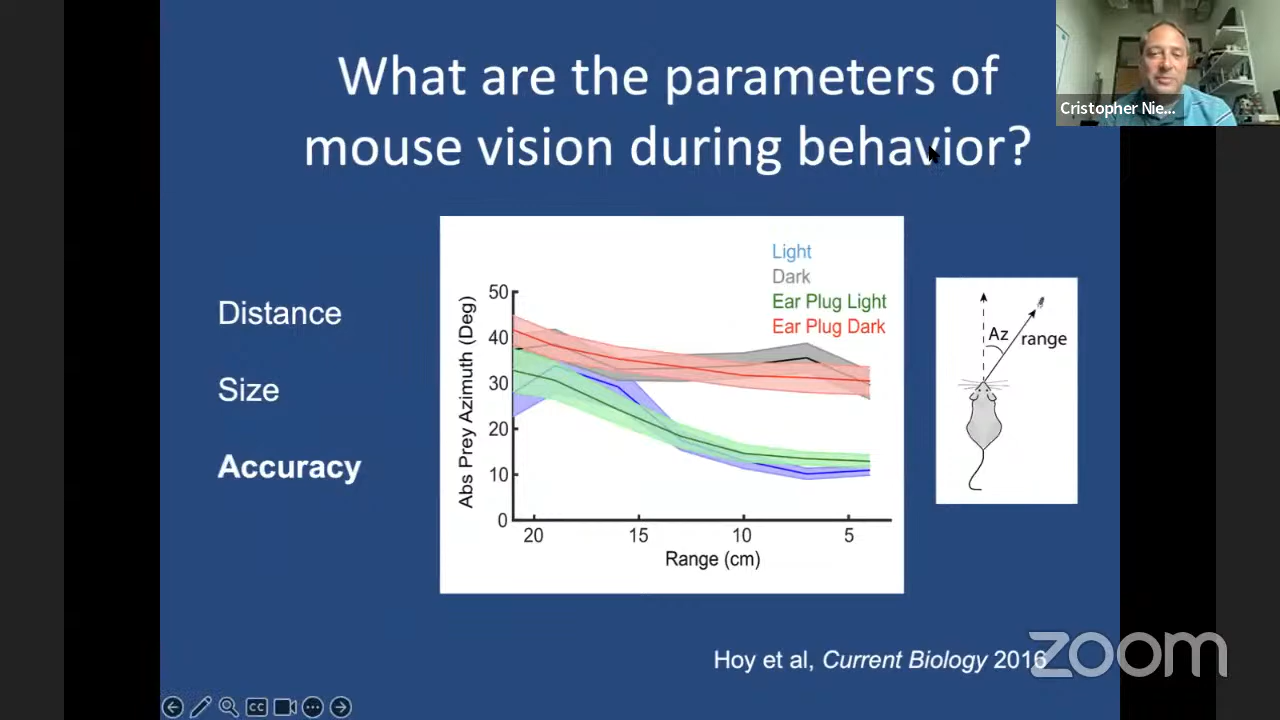 What are the parameters of
mouse vision during behavior?
Cristopher Nie...
Distance
Size
Accuracy
Light
Dark
Ear Plug Light
Ear Plug Dark
Abs Prey Azimuth (Deg)
50
40
30
20
10
0
20
15
10
5
Range (cm)
Az
range
Hoy et al, Current Biology 2016
zoom
CC